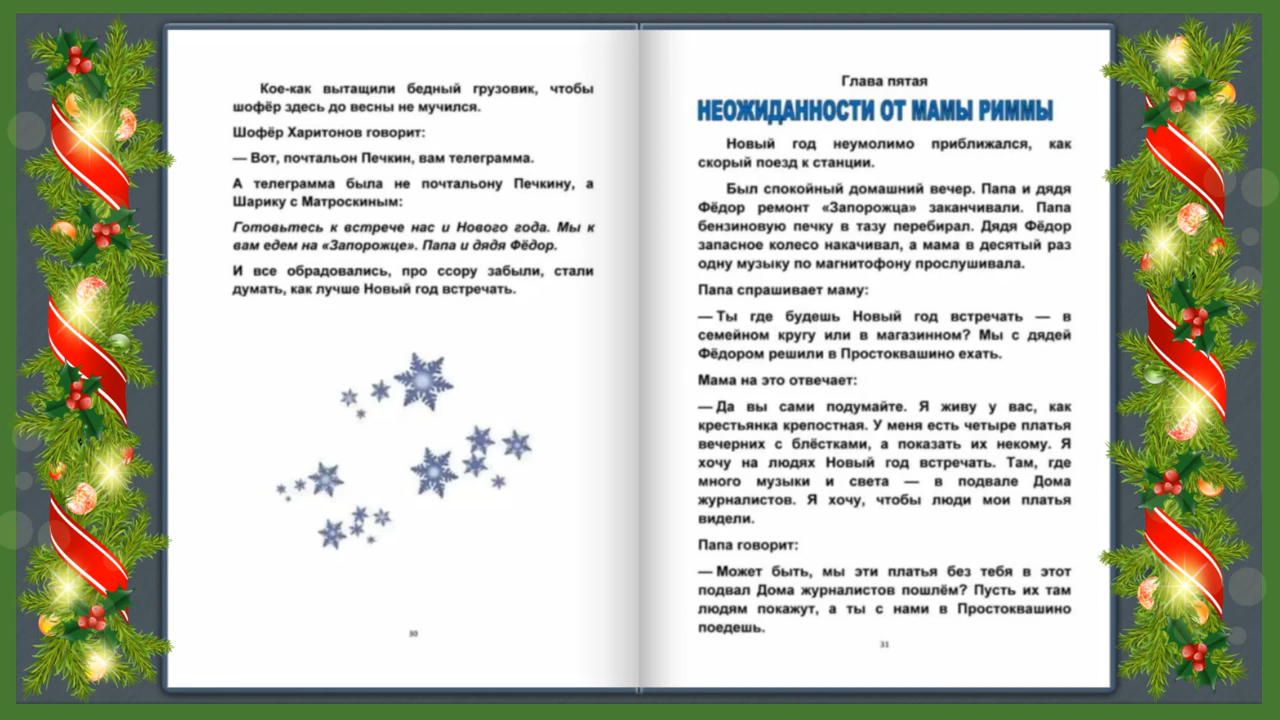 Кое-как вытащили бедный грузовик, чтобы
шофёр здесь до весны не мучился.
Шофёр Харитонов говорит:
— Вот, почтальон Печкин, вам телеграмма.
А телеграмма была не почтальону Печкину, а
Шарику с Матроскиным:
Готовьтесь к встрече нас и Нового года. Мы к
вам едем на «Запорожце». Папа и дядя Фёдор.
И все обрадовались, про ссору забыли, стали
думать, как лучше Новый год встречать.
30
Глава пятая
НЕОЖИДАННОСТИ ОТ МАМЫ РИММЫ
Новый год неумолимо приближался, как
скорый поезд к станции.
Был спокойный домашний вечер. Папа и дядя
Фёдор ремонт «Запорожца» заканчивали. Папа
бензиновую печку в тазу перебирал. Дядя Фёдор
запасное колесо накачивал, а мама в десятый раз
одну музыку по магнитофону прослушивала.
Папа спрашивает маму:
— Ты где будешь Новый год встречать — в
семейном кругу или в магазинном? Мы с дядей
Фёдором решили в Простоквашино ехать.
Мама на это отвечает:
— Да вы сами подумайте. Я живу у вас, как
крестьянка крепостная. У меня есть четыре платья
вечерних с блёстками, а показать их некому. Я
хочу на людях Новый год встречать. Там, где
много музыки и света — в подвале Дома
журналистов. Я хочу, чтобы люди мои платья
видели.
Папа говорит:
— Может быть, мы эти платья без тебя в этот
подвал Дома журналистов пошлём? Пусть их там
людям покажут, а ты с нами в Простоквашино
поедешь.
31